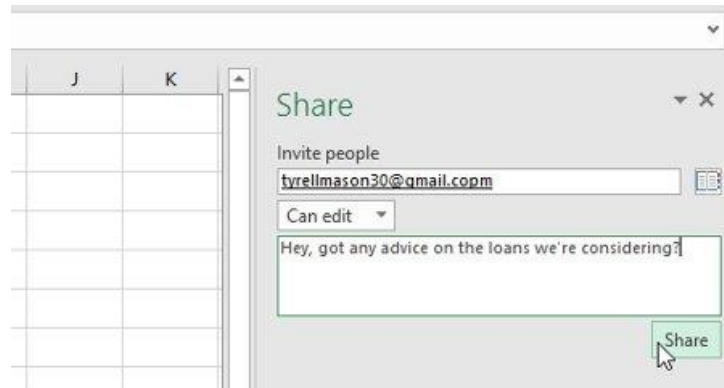 J K
Share
Invite people
tyrellmason30@gmail.copm
Can edit
Hey, got any advice on the loans we're considering?
Share